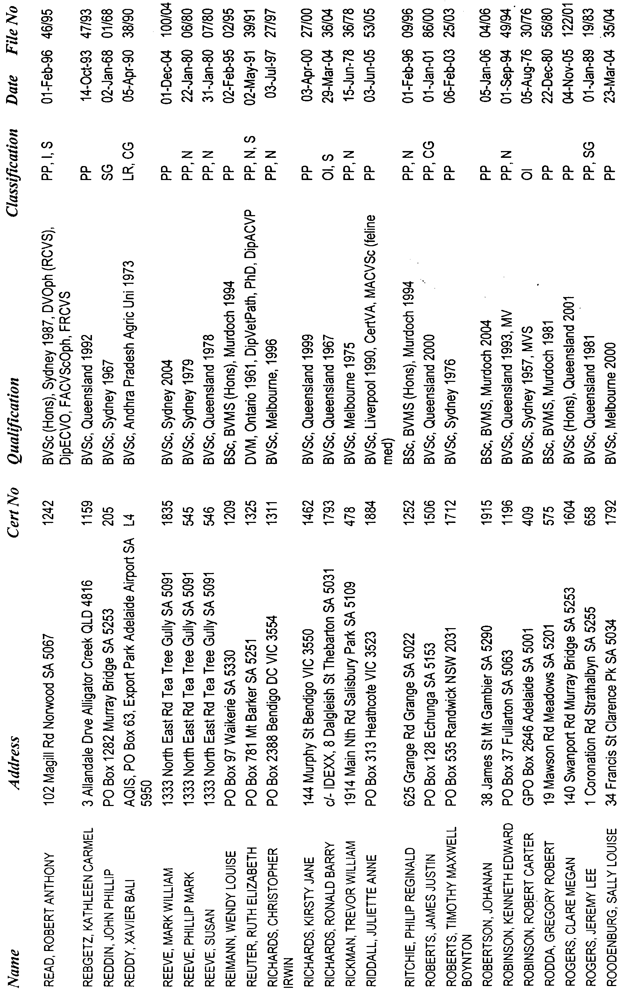 Name Address Cert No Qualification Classification Date File No
READ, ROBERT ANTHONY 102 Magill Rd Norwood SA 5067 1242 BVSc (Hons), Sydney 1987, DVOph (RCVS), PP, I, S 01-Feb-96 46/95
DipECVO, FACVScOph, FRCVS
REBGETZ, KATHLEEN CARMEL 3 Allandale Drve Alligator Creek QLD 4816 1159 BVSc, Queensland 1992 PP 14-Oct-93 47/93
REDDIN, JOHN PHILLIP PO Box 1282 Murray Bridge SA 5253 205 BVSc, Sydney 1967 SG 02-Jan-68 01/68
REDDY, XAVIER BALI AQIS, PO Box 63, Export Park Adelaide Airport SA L4 BVSc, Andhra Pradesh Agric Uni 1973 LR, CG 05-Apr-90 38/90
5950
REEVE, MARK WILLIAM 1333 North East Rd Tea Tree Gully SA 5091 1835 BVSc, Sydney 2004 PP 01-Dec-04 100/04
REEVE, PHILLIP MARK 1333 North East Rd Tea Tree Gully SA 5091 545 BVSc, Sydney 1979 PP, N 22-Jan-80 06/80
REEVE, SUSAN 1333 North East Rd Tea Tree Gully SA 5091 546 BVSc, Queensland 1978 PP, N 31-Jan-80 07/80
REIMANN, WENDY LOUISE PO Box 97 Waikerie SA 5330 1209 BSc, BVMS (Hons), Murdoch 1994 PP 02-Feb-95 02/95
REUTER, RUTH ELIZABETH PO Box 781 Mt Barker SA 5251 1325 DVM, Ontario 1961, DipVetPath, PhD, DipACVP PP, N, S 02-May-91 39/91
RICHARDS, CHRISTOPHER PO Box 2388 Bendigo DC VIC 3554 1311 BVSc, Melbourne, 1996 PP, N 03-Jul-97 27/97
IRWIN
RICHARDS, KIRSTY JANE 144 Murphy St Bendigo VIC 3550 1462 BVSc, Queensland 1999 PP 03-Apr-00 27/00
RICHARDS, RONALD BARRY c/- IDEXX, 8 Dalgleish St Thebarton SA 5031 1793 BVSc, Queensland 1967 OI, S 29-Mar-04 36/04
RICKMAN, TREVOR WILLIAM 1914 Main Nth Rd Salisbury Park SA 5109 478 BVSc, Melbourne 1975 PP, N 15-Jun-78 36/78
RIDDALL, JULIETTE ANNE PO Box 313 Heathcote VIC 3523 1884 BVSc, Liverpool 1990, CertVA, MACVSc (feline PP 03-Jun-05 53/05
med)
RITCHIE, PHILIP REGINALD 625 Grange Rd Grange SA 5022 1252 BSc, BVMS (Hons), Murdoch 1994 PP, N 01-Feb-96 09/96
ROBERTS, JAMES JUSTIN PO Box 128 Echunga SA 5153 1506 BVSc, Queensland 2000 PP, CG 01-Jan-01 86/00
ROBERTS, TIMOTHY MAXWELL PO Box 535 Randwick NSW 2031 1712 BVSc, Sydney 1976 PP 06-Feb-03 25/03
BOYNTON
ROBERTSON, JOHANAN 38 James St Mt Gambier SA 5290 1915 BSc, BVMS, Murdoch 2004 PP 05-Jan-06 04/06
ROBINSON, KENNETH EDWARD PO Box 37 Fullarton SA 5063 1196 BVSc, Queensland 1993, MV PP, N 01-Sep-94 49/94
ROBINSON, ROBERT CARTER GPO Box 2646 Adelaide SA 5001 409 BVSc, Sydney 1957, MVS OI 05-Aug-76 30/76
RODDA, GREGORY ROBERT 19 Mawson Rd Meadows SA 5201 575 BSc, BVMS, Murdoch 1981 PP 22-Dec-80 56/80
ROGERS, CLARE MEGAN 140 Swanport Rd Murray Bridge SA 5253 1604 BVSc (Hons), Queensland 2001 PP 04-Nov-05 122/01
ROGERS, JEREMY LEE 1 Coronation Rd Strathalbyn SA 5255 658 BVSc, Queensland 1981 PP, SG 01-Jan-89 19/83
ROODENBURG, SALLY LOUISE 34 Francis St Clarence Pk SA 5034 1792 BVSc, Melbourne 2000 PP 23-Mar-04 35/04